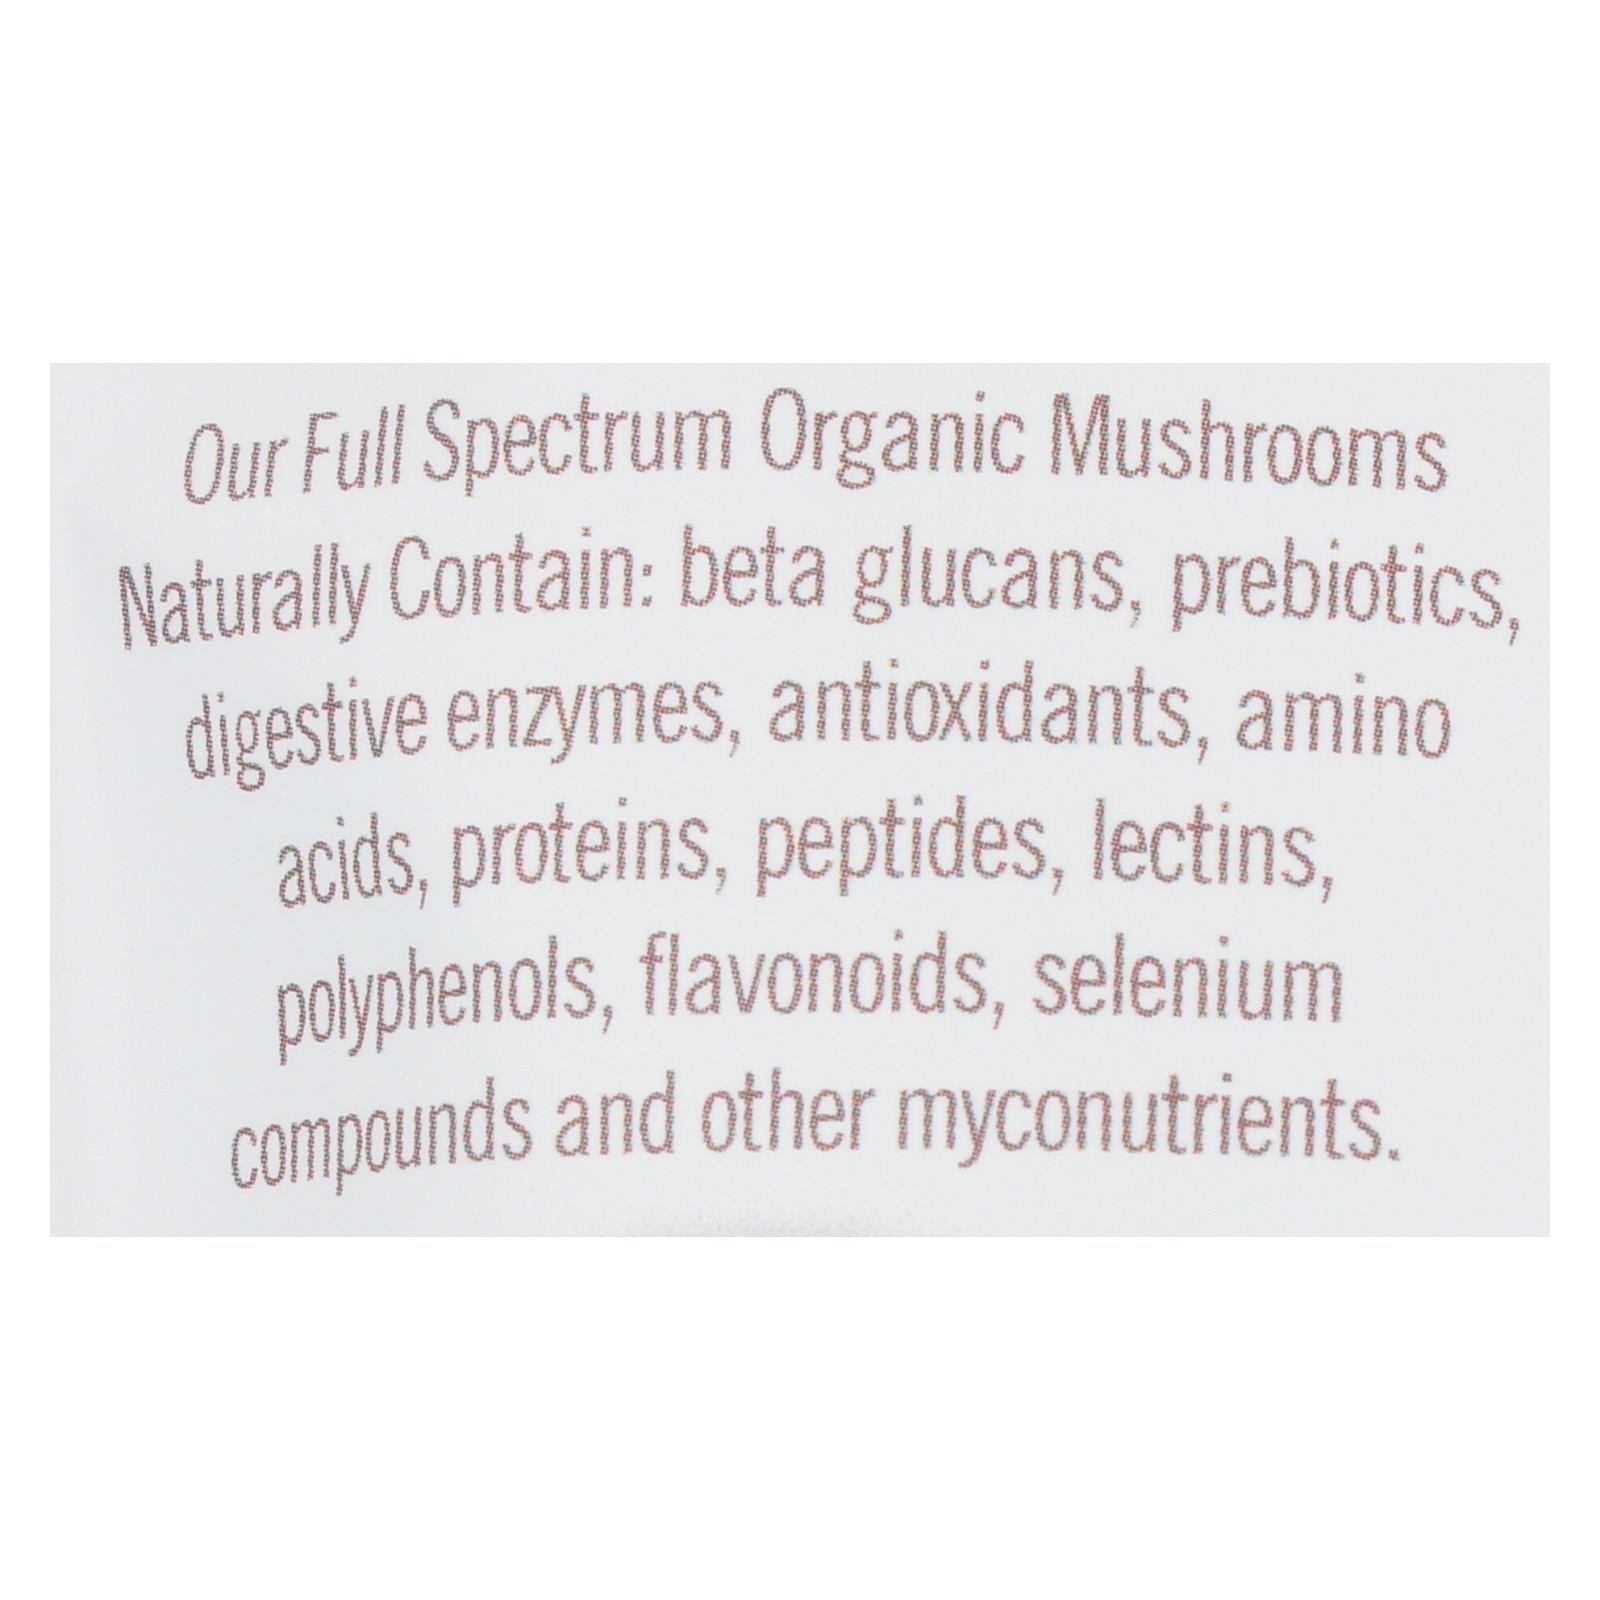 Our Full Spectrum Organic Mushrooms
Naturally Contain: beta glucans, prebiotics,
digestive enzymes, antioxidants, amino
acids, proteins, peptides, lectins,
polyphenols, flavonoids, selenium
compounds and other myconutrients.